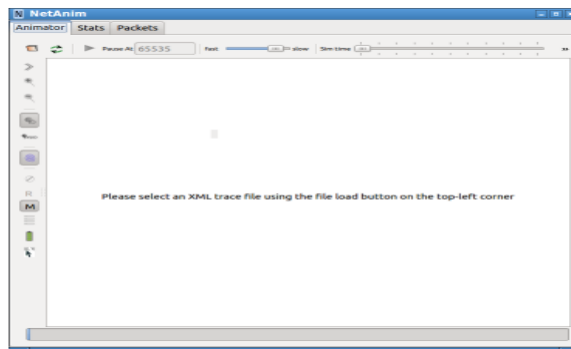 NetAnim
Animator Stats Packets
Pause At 65535 Fast slow Sim time
R
M
Please select an XML trace file using the file load button on the top-left corner